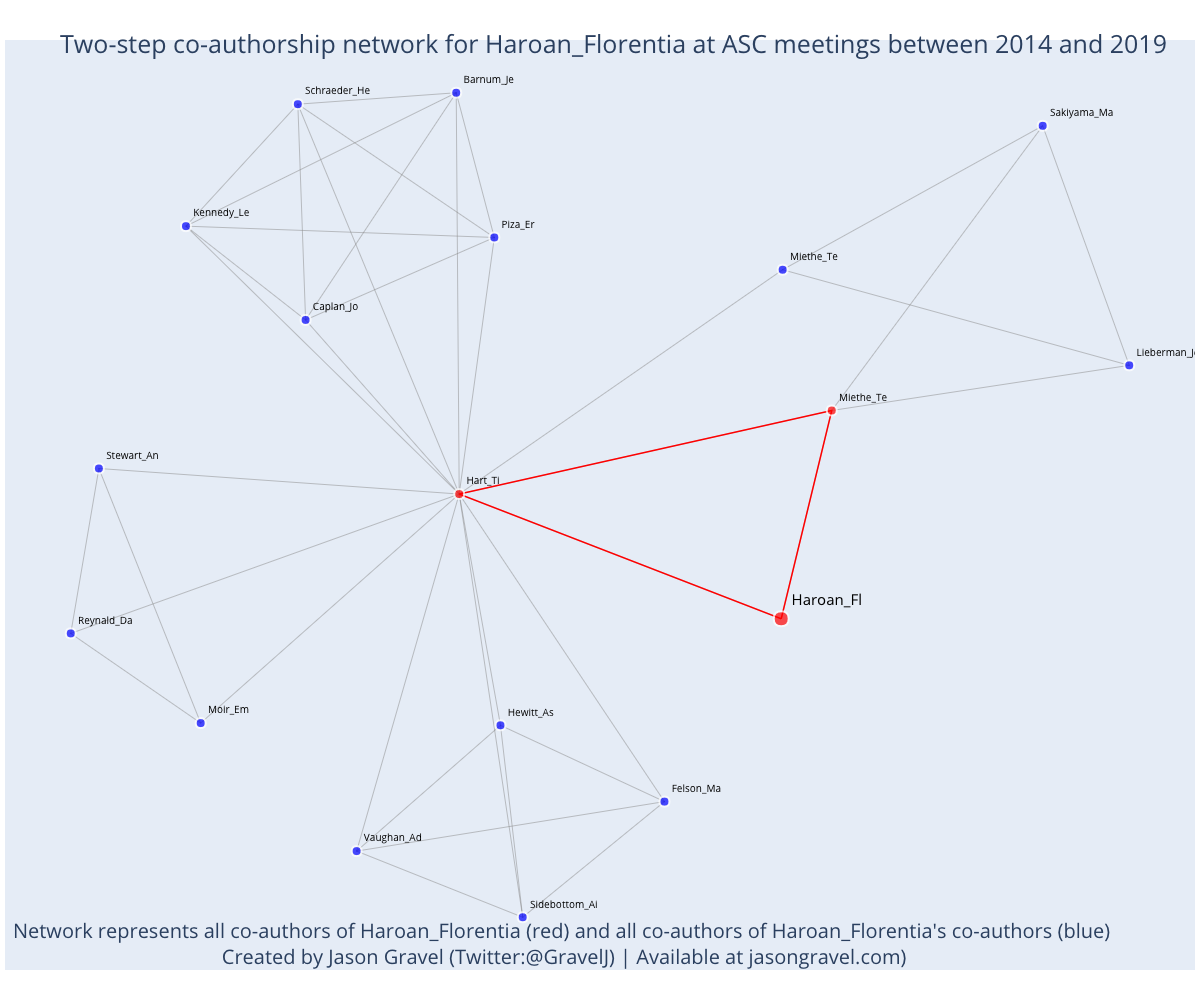 Two-step co-authorship network for Haroan_Florentia at ASC meetings between 2014 and 2019
Barnum_Je
Schraeder_He
Sakiyama_Ma
Kennedy_Le
Piza_Er
Miethe_Te
Caplan_Jo
Lieberman_Jo
Miethe_Te
Stewart_An
Hart_Ti
Haroan_Fl
Reynald_Da
Moir_Em
Hewitt_As
Felson_Ma
Vaughan_Ad
Sidebottom_Ai
Network represents all co-authors of Haroan_Florentia (red) and all co-authors of Haroan_Florentia's co-authors (blue)
Created by Jason Gravel (Twitter:@GravelJ) | Available at jasongravel.com)